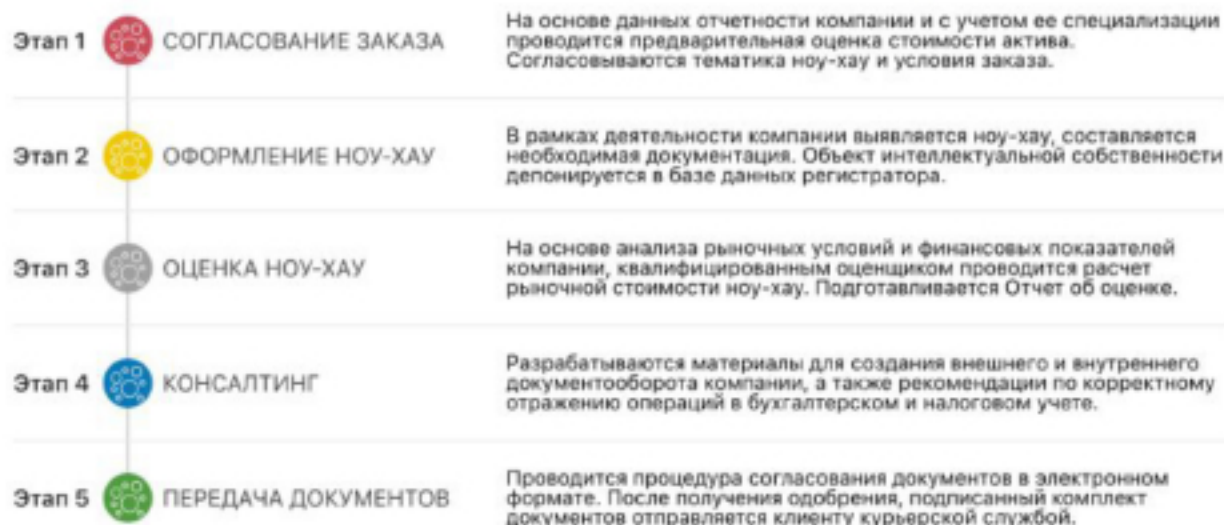 Этап 1 СОГЛАСОВАНИЕ ЗАКАЗА
На основе данных отчетности компании и с учетом ее специализации
проводится предварительная оценка стоимости актива.
Согласовываются тематика ноу-хау и условия заказа.
Этап 2 ОФОРМЛЕНИЕ НОУ-ХАУ
В рамках деятельности компании выявляется ноу-хау, составляется
необходимая документация. Объект интеллектуальной собственности
депонируется в базе данных регистратора.
Этап 3 ОЦЕНКА НОУ-ХАУ
На основе анализа рыночных условий и финансовых показателей
компании, квалифицированным оценщиком проводится расчет
рыночной стоимости ноу-хау. Подготавливается Отчет об оценке.
Этап 4 КОНСАЛТИНГ
Разрабатываются материалы для создания внешнего и внутреннего
документооборота компании, а также рекомендации по корректному
отражению операций в бухгалтерском и налоговом учете.
Этап 5 ПЕРЕДАЧА ДОКУМЕНТОВ
Проводится процедура согласования документов в электронном
формате. После получения одобрения, подписанный комплект
документов отправляется клиенту курьерской службой.